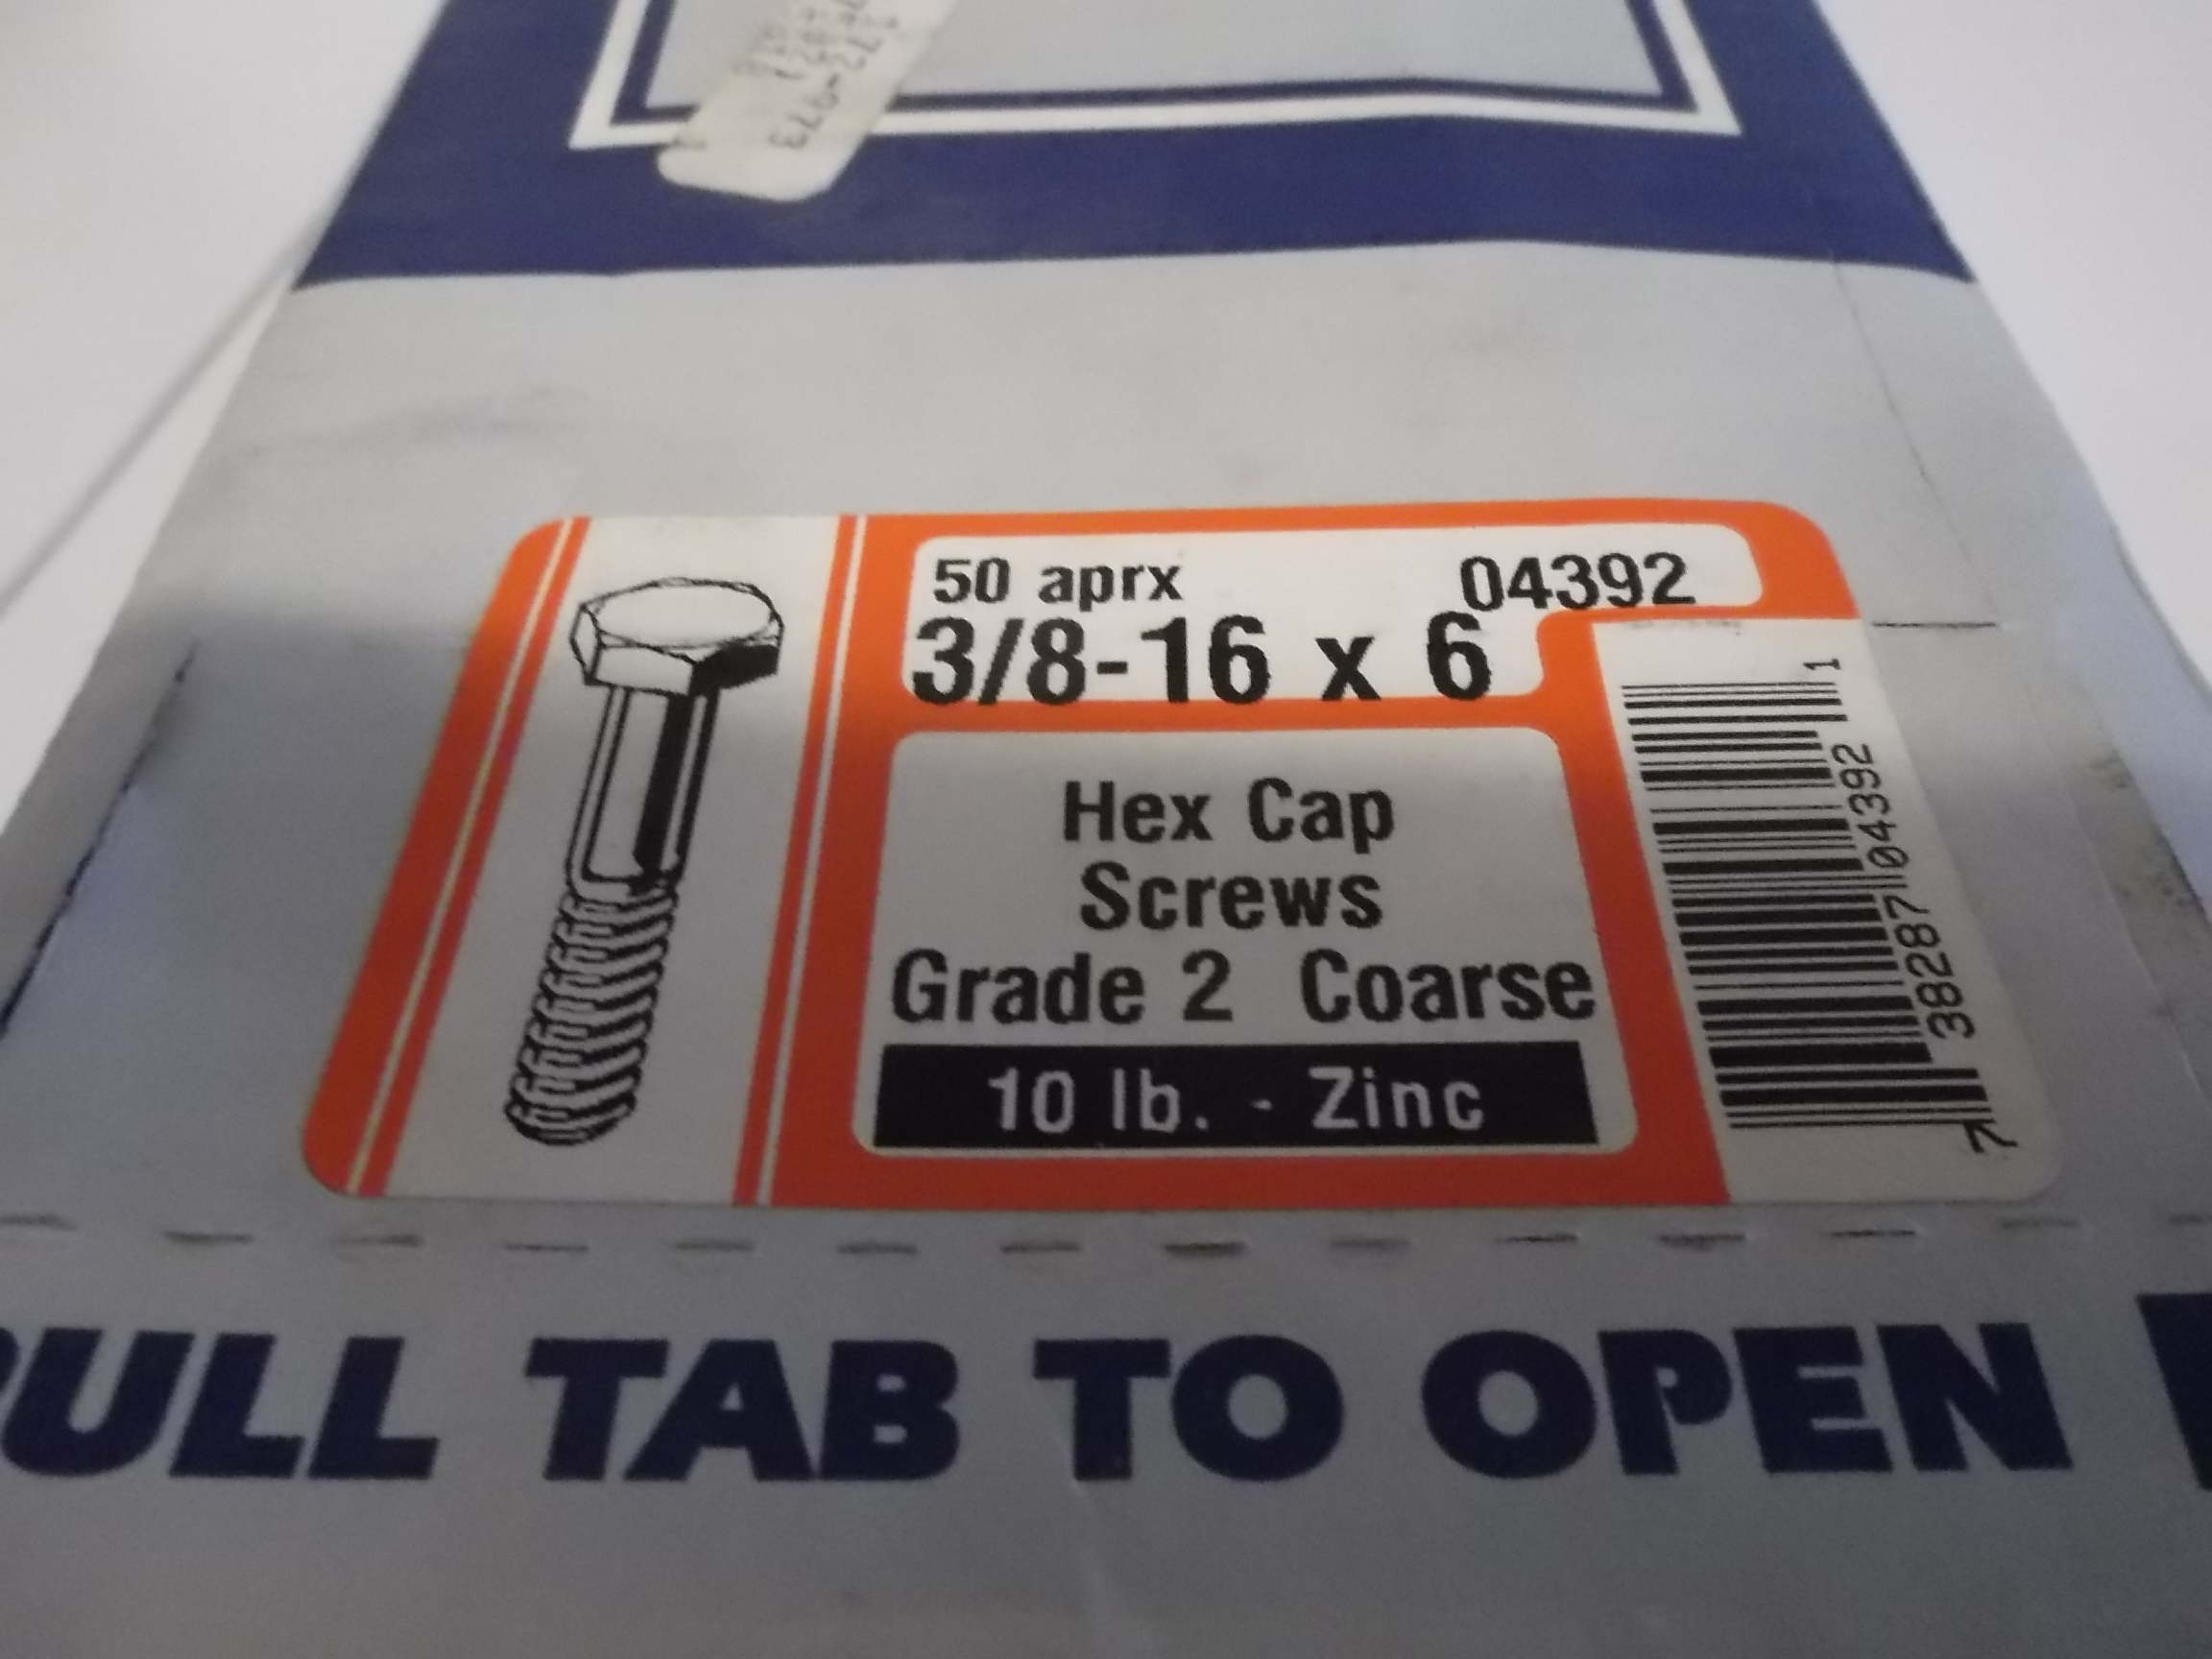 50 aprx 04392
3/8-16 x 6
Hex Cap
Screws
Grade 2 Coarse
10 lb. - Zinc
7 38287 04392 1
PULL TAB TO OPEN